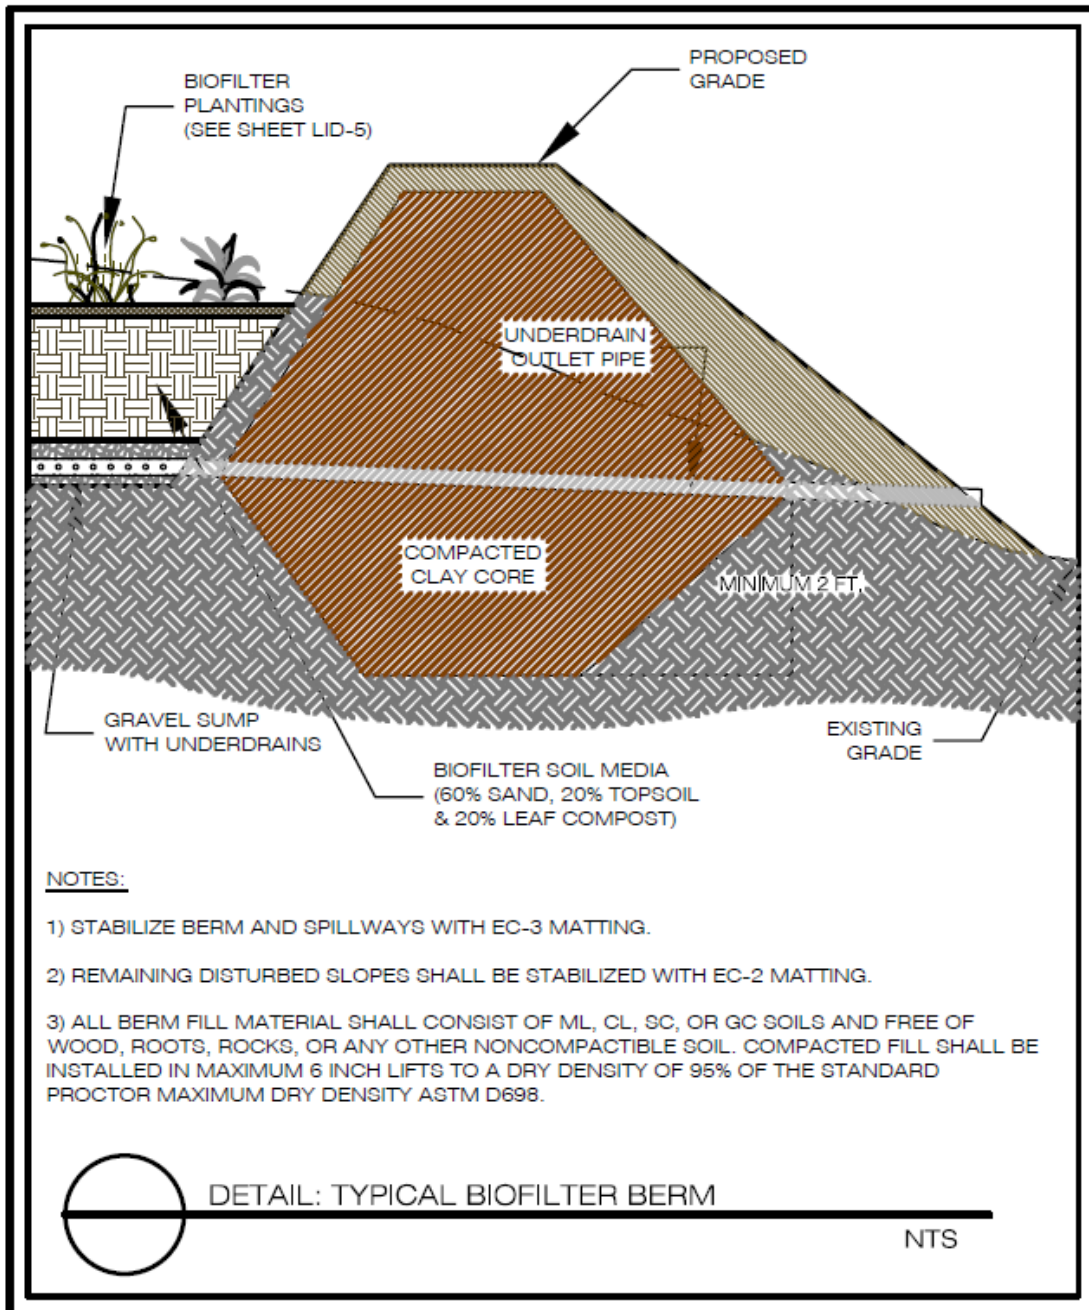 PROPOSED
GRADE
BIOFILTER
PLANTINGS
(SEE SHEET LID-5)
UNDERDRAIN
OUTLET PIPE
COMPACTED
CLAY CORE
MINIMUM 2 FT.
GRAVEL SUMP
WITH UNDERDRAINS
EXISTING
GRADE
BIOFILTER SOIL MEDIA
(60% SAND, 20% TOPSOIL
& 20% LEAF COMPOST)
NOTES:
1) STABILIZE BERM AND SPILLWAYS WITH EC-3 MATTING.
2) REMAINING DISTURBED SLOPES SHALL BE STABILIZED WITH EC-2 MATTING.
3) ALL BERM FILL MATERIAL SHALL CONSIST OF ML, CL, SC, OR GC SOILS AND FREE OF
WOOD, ROOTS, ROCKS, OR ANY OTHER NONCOMPACTIBLE SOIL. COMPACTED FILL SHALL BE
INSTALLED IN MAXIMUM 6 INCH LIFTS TO A DRY DENSITY OF 95% OF THE STANDARD
PROCTOR MAXIMUM DRY DENSITY ASTM D698.
DETAIL: TYPICAL BIOFILTER BERM
NTS